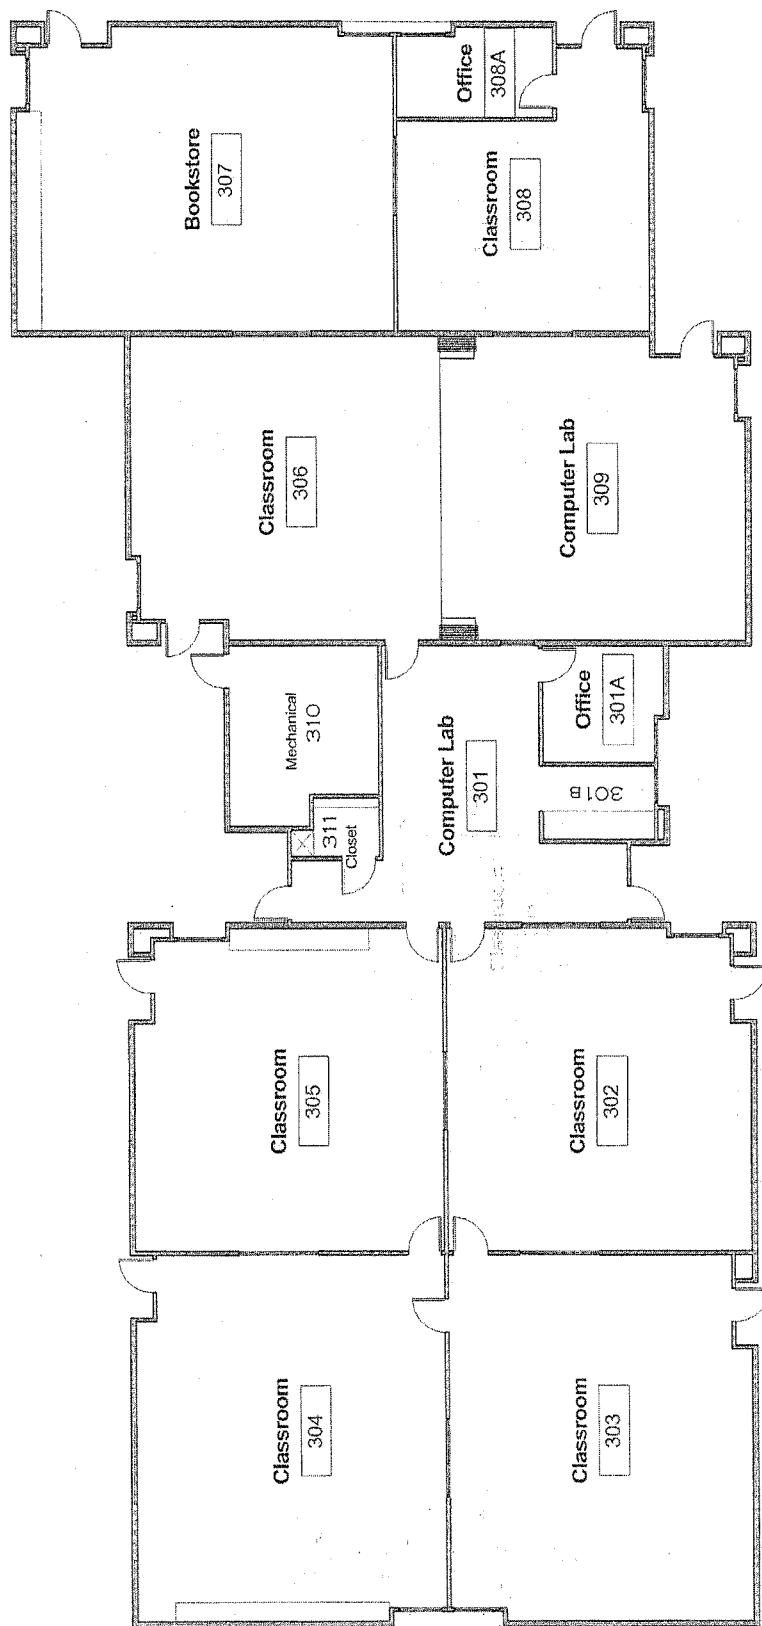 Bookstore
307
Office
308A
Classroom
308
Classroom
306
Computer Lab
309
Mechanical
310
311
Closet
Computer Lab
301
Office
301A
301B
Classroom
305
Classroom
302
Classroom
304
Classroom
303